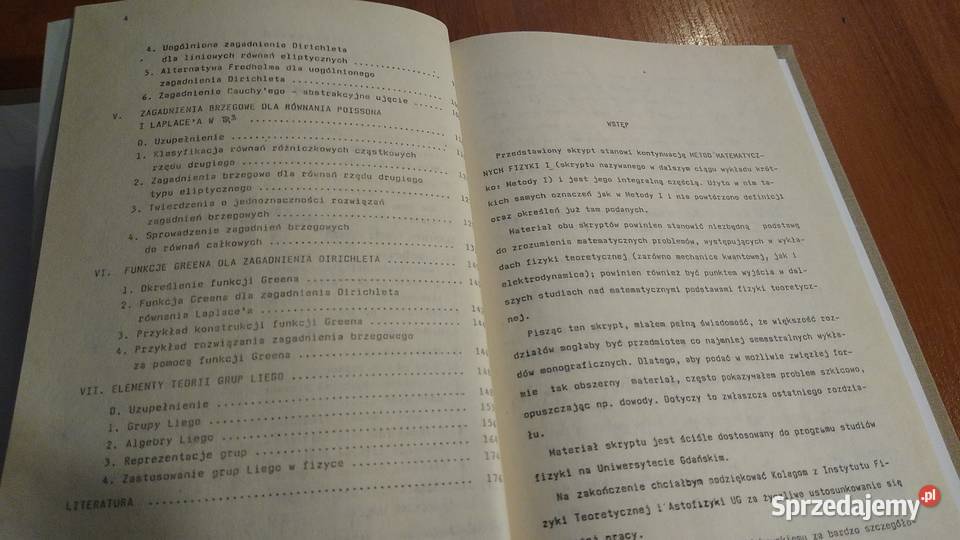 4
4. Uogólnione zagadnienie Dirichleta
dla liniowych równań eliptycznych
5. Alternatywa Fredholma dla uogólnionego
zagadnienia Dirichleta
6. Zagadnienie Cauchy'ego - abstrakcyjne ujęcie
V. ZAGADNIENIA BRZEGOWE DLA RÓWNANIA POISSONA
I LAPLACE'A W R³
0. Uzupełnienie
1. Klasyfikacja równań różniczkowych cząstkowych
rzędu drugiego
2. Zagadnienia brzegowe dla równań rzędu drugiego
typu eliptycznego
3. Twierdzenia o jednoznaczności rozwiązań
zagadnień brzegowych
4. Sprowadzenie zagadnień brzegowych
do równań całkowych
VI. FUNKCJE GREENA DLA ZAGADNIENIA DIRICHLETA
1. Określenie funkcji Greena
2. Funkcja Greena dla zagadnienia Dirichleta
równania Laplace'a
3. Przykład konstrukcji funkcji Greena
4. Przykład rozwiązania zagadnienia brzegowego
za pomocą funkcji Greena
VII. ELEMENTY TEORII GRUP LIEGO
0. Uzupełnienie
1. Grupy Liego
2. Algebry Liego
3. Reprezentacje grup
4. Zastosowanie grup Liego w fizyce
LITERATURA
WSTĘP
Przedstawiony skrypt stanowi kontynuację METOD MATEMATYCZ-
NYCH FIZYKI I (skryptu nazywanego w dalszym ciągu wykładu krót-
ko: Metody I) i jest jego integralną częścią. Użyto w nim ta-
kich samych oznaczeń jak w Metody I i nie powtórzono definicji
oraz określeń już tam podanych.
Materiał obu skryptów powinien stanowić niezbędną podstawę
do zrozumienia matematycznych problemów, występujących w wykła-
dach fizyki teoretycznej (zarówno mechanice kwantowej, jak i
elektrodynamice); powinien również być punktem wyjścia w dal-
szych studiach nad matematycznymi podstawami fizyki teoretycz-
nej.
Pisząc ten skrypt, miałem pełną świadomość, że większość roz-
działów mogłaby być przedmiotem co najmniej semestralnych wykła-
dów monograficznych. Dlatego, aby podać w możliwie zwięzłej for-
mie tak obszerny materiał, często pokazywałem problem szkicowo,
opuszczając np. dowody. Dotyczy to zwłaszcza ostatniego rozdzia-
łu.
Materiał skryptu jest ściśle dostosowany do programu studiów
fizyki na Uniwersytecie Gdańskim.
Na zakończenie chciałbym podziękować Kolegom z Instytutu Fi-
zyki Teoretycznej i Astofizyki UG za życzliwe ustosunkowanie się
pracy.
za bardzo szczegóło-
Sprzedajemy.pl